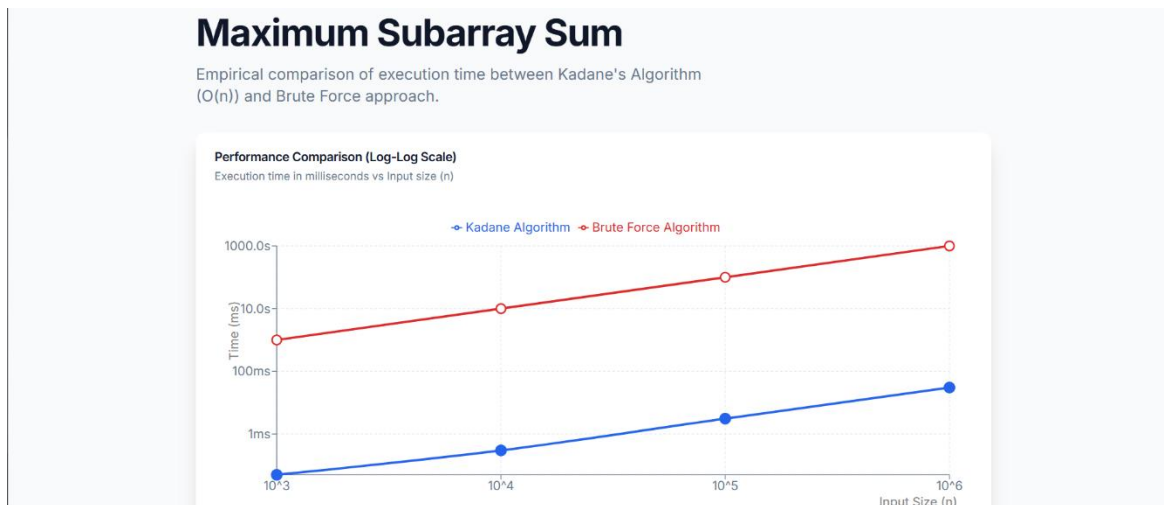 Maximum Subarray Sum
Empirical comparison of execution time between Kadane's Algorithm
(O(n)) and Brute Force approach.
Performance Comparison (Log-Log Scale)
Execution time in milliseconds vs Input size (n)
Kadane Algorithm Brute Force Algorithm
1000.0s
10.0s
Time (ms)
100ms
1ms
10^3 10^4 10^5 10^6
Input Size (n)